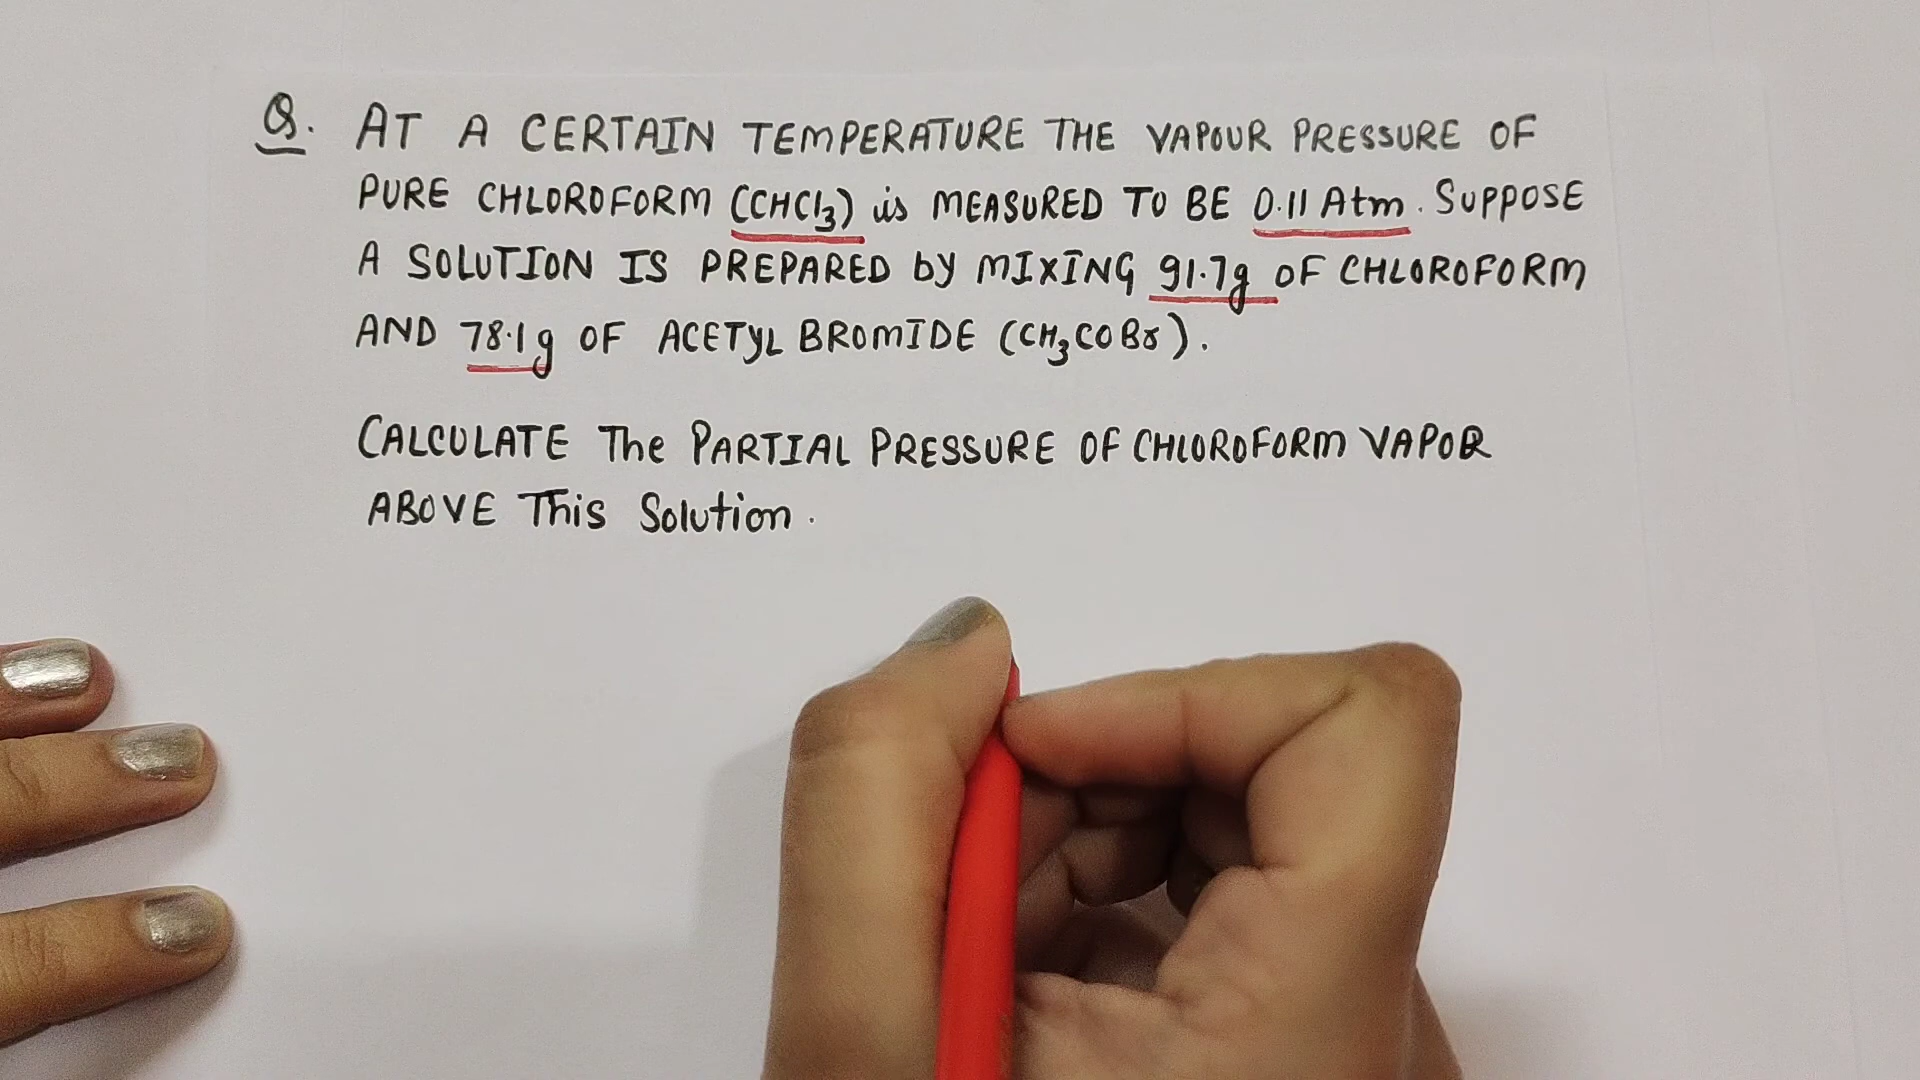 Q. AT A CERTAIN TEMPERATURE THE VAPOUR PRESSURE OF
PURE CHLOROFORM (CHCl3) is MEASURED TO BE 0.11 Atm. SUPPOSE
A SOLUTION IS PREPARED by MIXING 91.7g OF CHLOROFORM
AND 78.1g OF ACETYL BROMIDE (CH3COBr).
CALCULATE The PARTIAL PRESSURE OF CHLOROFORM VAPOR
ABOVE This Solution.